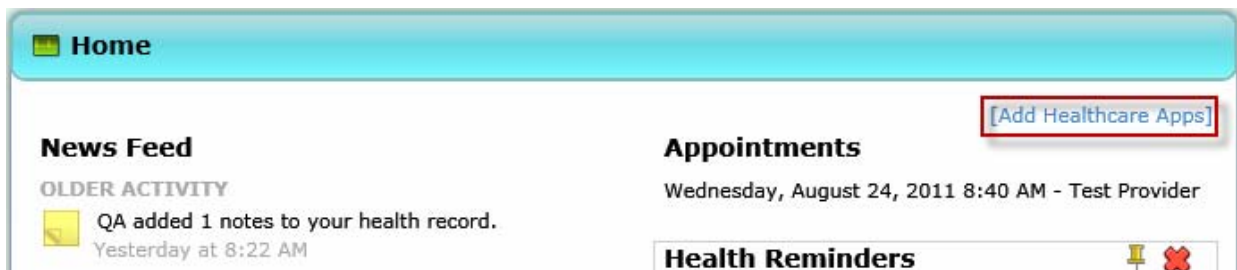 Home
[Add Healthcare Apps]
News Feed
OLDER ACTIVITY
QA added 1 notes to your health record.
Yesterday at 8:22 AM
Appointments
Wednesday, August 24, 2011 8:40 AM - Test Provider
Health Reminders